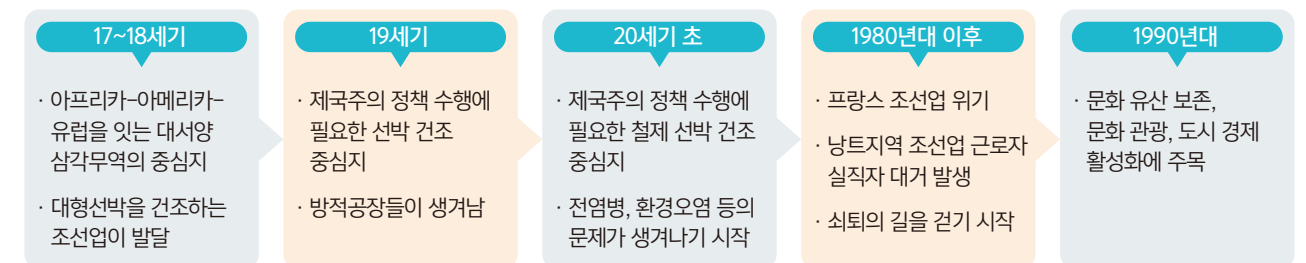 17~18세기
· 아프리카-아메리카-
유럽을 잇는 대서양
삼각무역의 중심지
· 대형선박을 건조하는
조선업이 발달
19세기
· 제국주의 정책 수행에
필요한 선박 건조
중심지
· 방적공장들이 생겨남
20세기 초
· 제국주의 정책 수행에
필요한 철제 선박 건조
중심지
· 전염병, 환경오염 등의
문제가 생겨나기 시작
1980년대 이후
· 프랑스 조선업 위기
· 낭트지역 조선업 근로자
실직자 대거 발생
· 쇠퇴의 길을 걷기 시작
1990년대
· 문화 유산 보존,
문화 관광, 도시 경제
활성화에 주목